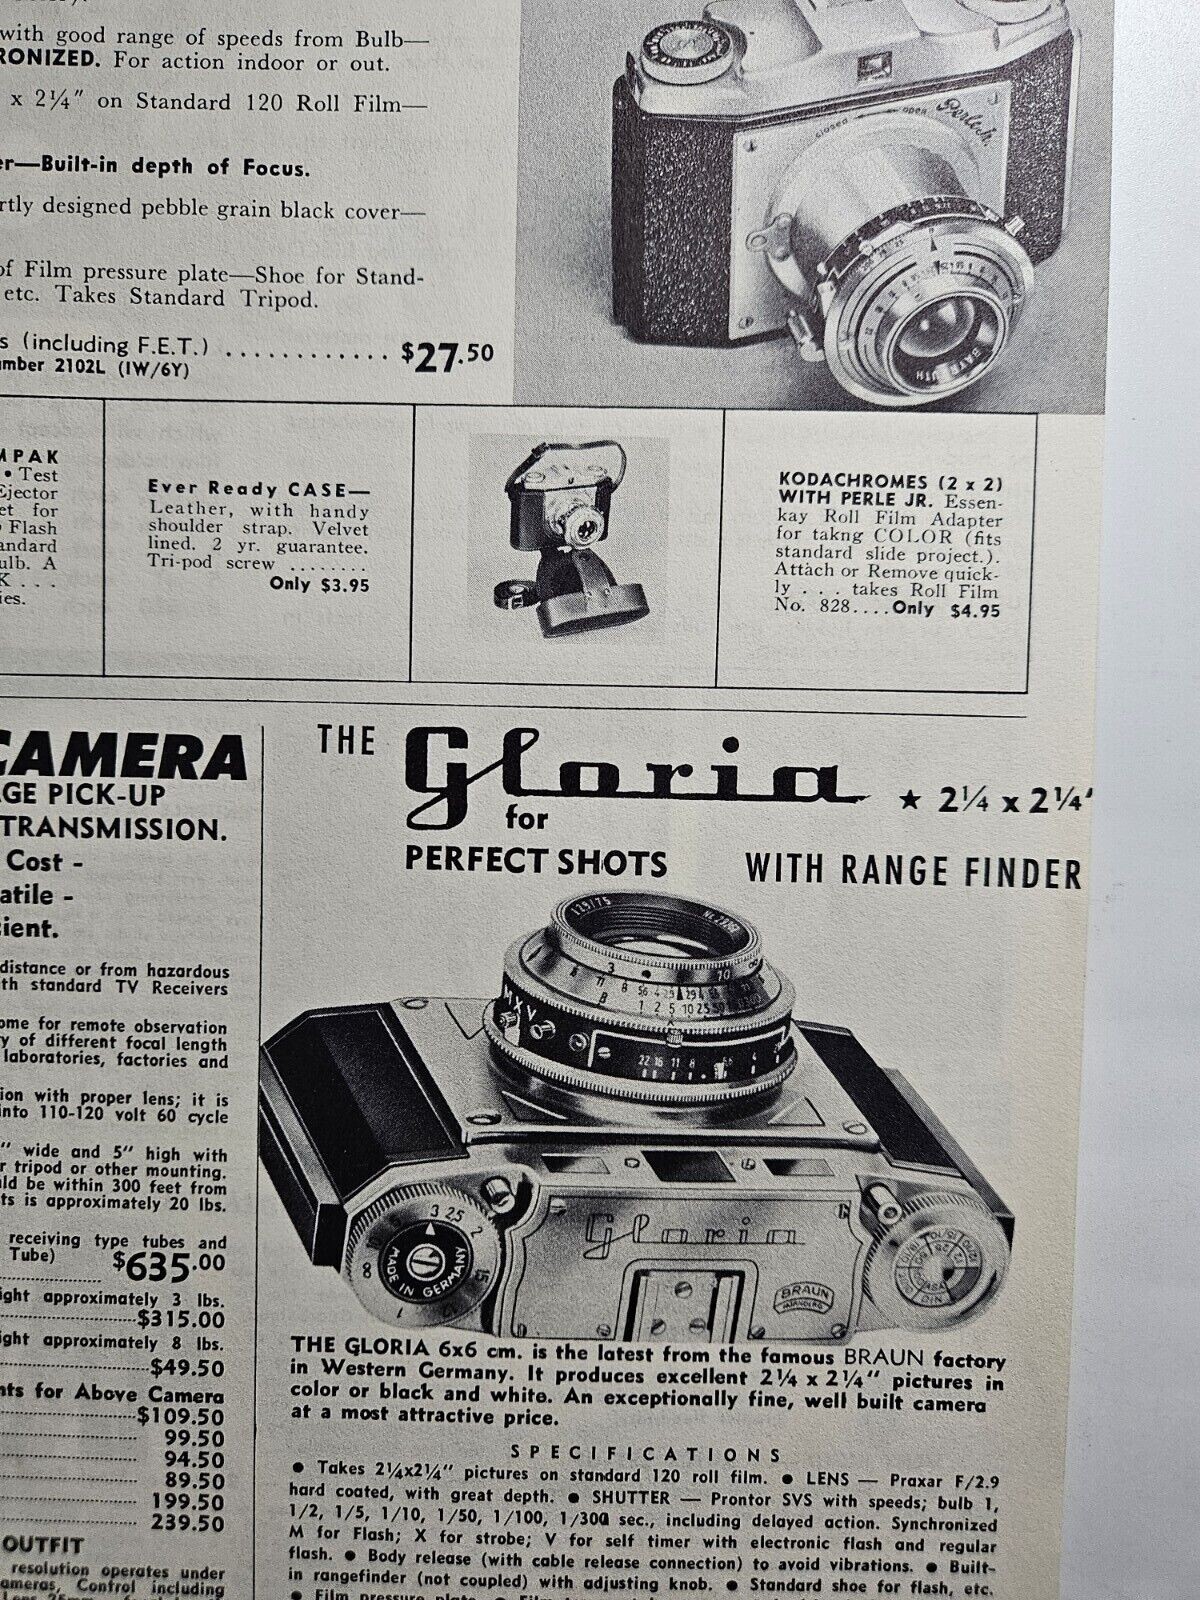 with good range of speeds from Bulb—
RONIZED. For action indoor or out.
x 2¼" on Standard 120 Roll Film—
er—Built-in depth of Focus.
rtly designed pebble grain black cover—
of Film pressure plate—Shoe for Stand-
etc. Takes Standard Tripod.
s (including F.E.T.) ............ $27.50
mber 2102L (IW/6Y)
closed open Perle Jr.
MPAK
• Test
Ejector
et for
Flash
andard
ulb. A
K ...
ies.
Ever Ready CASE—
Leather, with handy
shoulder strap. Velvet
lined. 2 yr. guarantee.
Tri-pod screw ........
Only $3.95
KODACHROMES (2 x 2)
WITH PERLE JR. Essen-
kay Roll Film Adapter
for takng COLOR (fits
standard slide project.).
Attach or Remove quick-
ly ... takes Roll Film
No. 828....Only $4.95
CAMERA
GE PICK-UP
TRANSMISSION.
Cost -
atile -
ient.
distance or from hazardous
th standard TV Receivers
ome for remote observation
y of different focal length
laboratories, factories and
ion with proper lens; it is
into 110-120 volt 60 cycle
" wide and 5" high with
r tripod or other mounting.
ld be within 300 feet from
ts is approximately 20 lbs.
receiving type tubes and
Tube) $635.00
ight approximately 3 lbs.
$315.00
ight approximately 8 lbs.
$49.50
nts for Above Camera
$109.50
99.50
94.50
89.50
199.50
239.50
OUTFIT
resolution operates under
ameras, Control including
THE Gloria ★ 2¼ x 2¼"
for
PERFECT SHOTS WITH RANGE FINDER
MXV
Gloria
MADE IN GERMANY
BRAUN
THE GLORIA 6x6 cm. is the latest from the famous BRAUN factory
in Western Germany. It produces excellent 2¼ x 2¼" pictures in
color or black and white. An exceptionally fine, well built camera
at a most attractive price.
SPECIFICATIONS
• Takes 2¼x2¼" pictures on standard 120 roll film. • LENS — Praxar F/2.9
hard coated, with great depth. • SHUTTER — Prontor SVS with speeds; bulb 1,
1/2, 1/5, 1/10, 1/50, 1/100, 1/300 sec., including delayed action. Synchronized
M for Flash; X for strobe; V for self timer with electronic flash and regular
flash. • Body release (with cable release connection) to avoid vibrations. • Built-
in rangefinder (not coupled) with adjusting knob. • Standard shoe for flash, etc.
• Film pressure plate. • Film